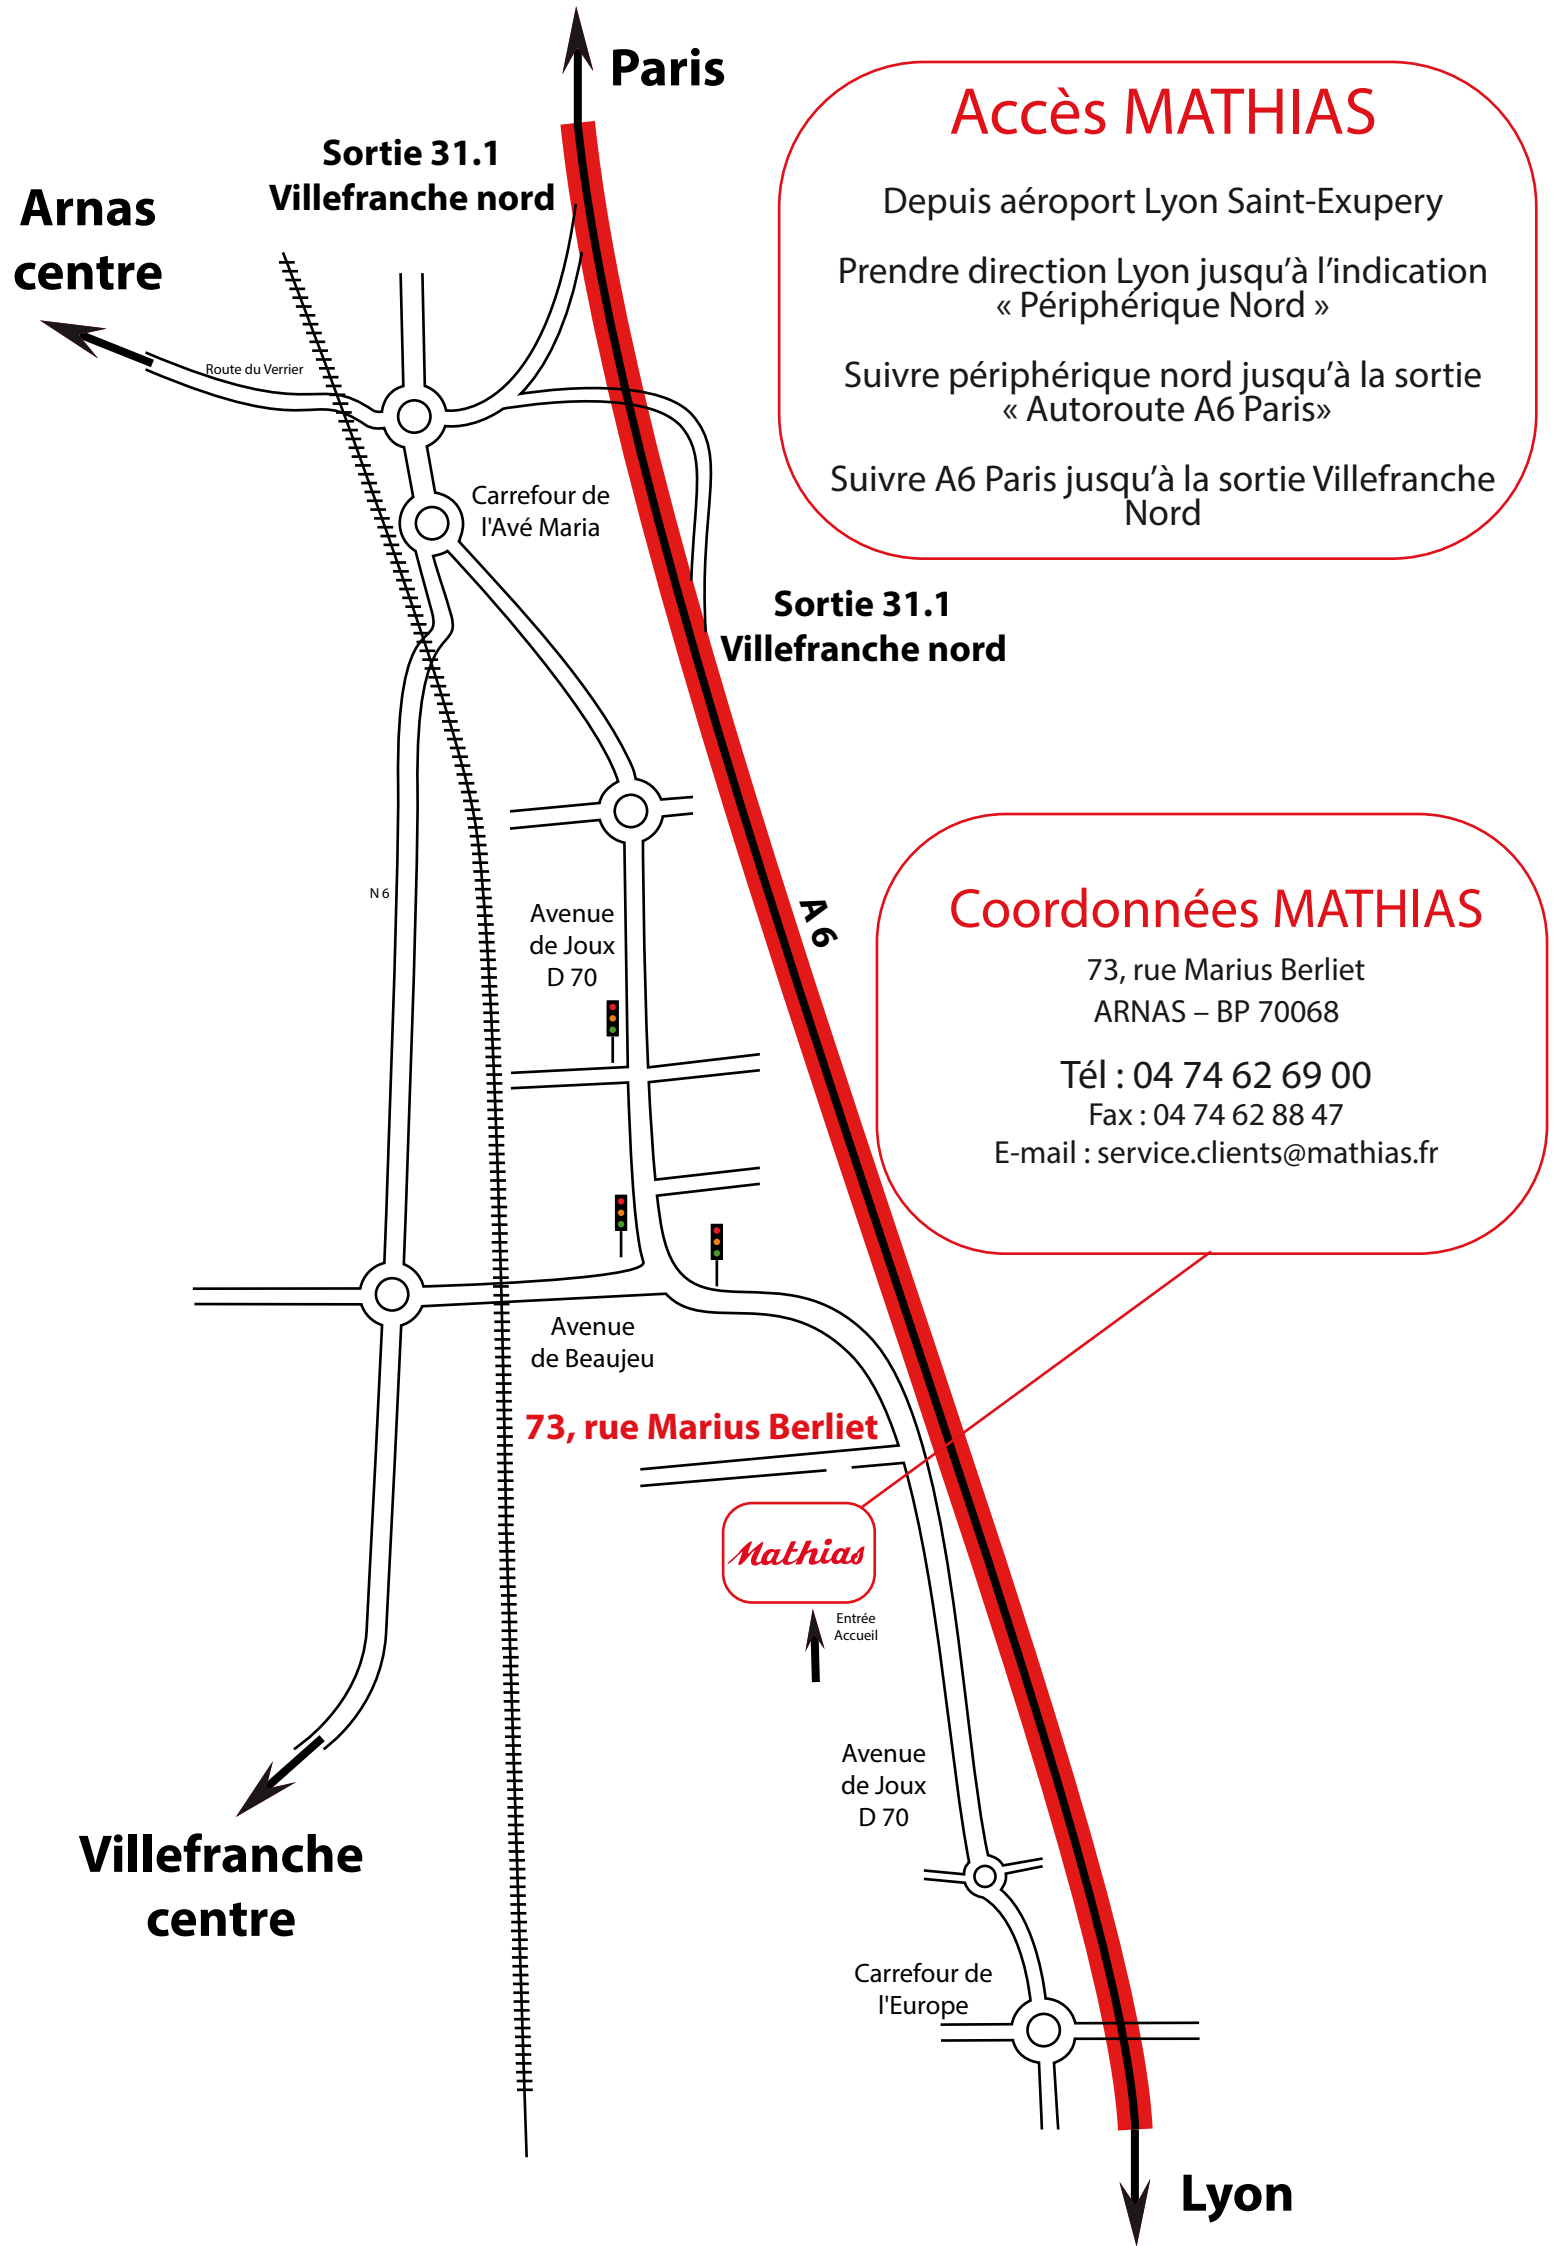 Paris
Accès MATHIAS
Depuis aéroport Lyon Saint-Exupery
Prendre direction Lyon jusqu'à l'indication
« Périphérique Nord »
Suivre périphérique nord jusqu'à la sortie
« Autoroute A6 Paris»
Suivre A6 Paris jusqu'à la sortie Villefranche
Nord
Sortie 31.1
Villefranche nord
Arnas
centre
Route du Verrier
Carrefour de
l'Avé Maria
Sortie 31.1
Villefranche nord
N 6
Avenue
de Joux
D 70
A 6
Coordonnées MATHIAS
73, rue Marius Berliet
ARNAS – BP 70068
Tél : 04 74 62 69 00
Fax : 04 74 62 88 47
E-mail : service.clients@mathias.fr
Avenue
de Beaujeu
73, rue Marius Berliet
Mathias
Entrée
Accueil
Avenue
de Joux
D 70
Villefranche
centre
Carrefour de
l'Europe
Lyon